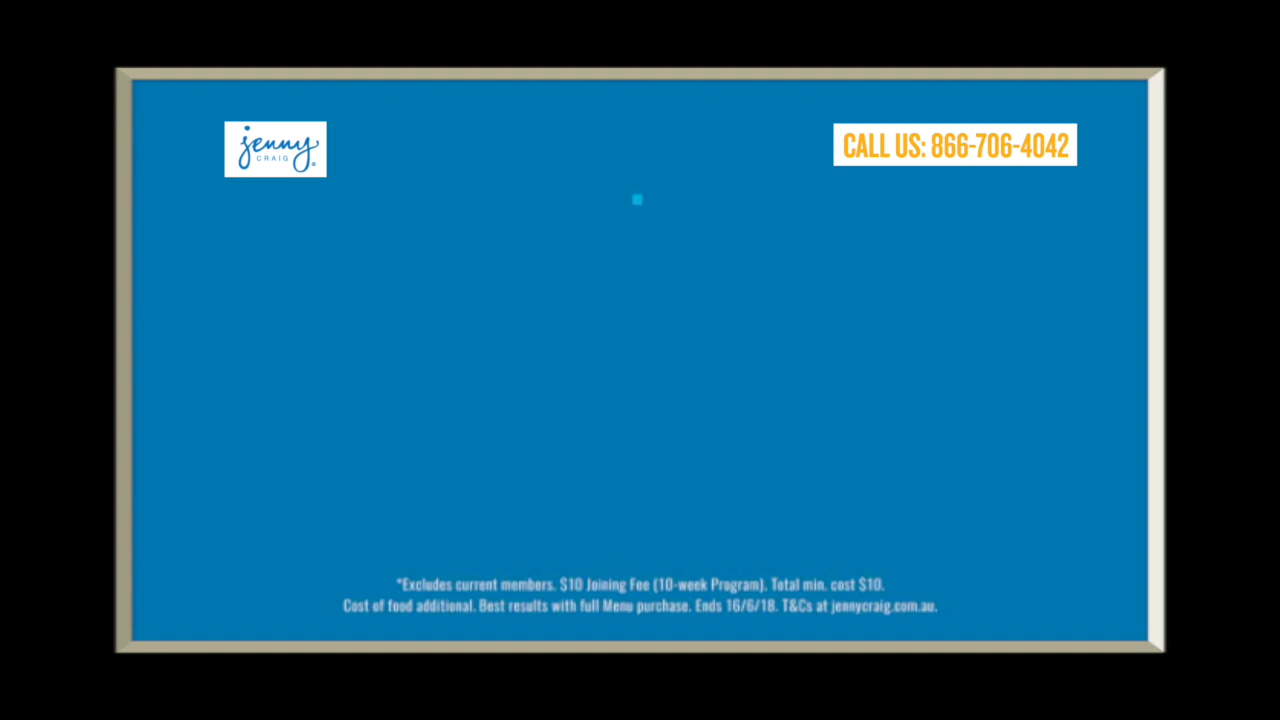 jenny
CRAIG®
CALL US: 866-706-4042
*Excludes current members. $10 Joining Fee (10-week Program). Total min. cost $10.
Cost of food additional. Best results with full Menu purchase. Ends 16/6/18. T&Cs at jennycraig.com.au.